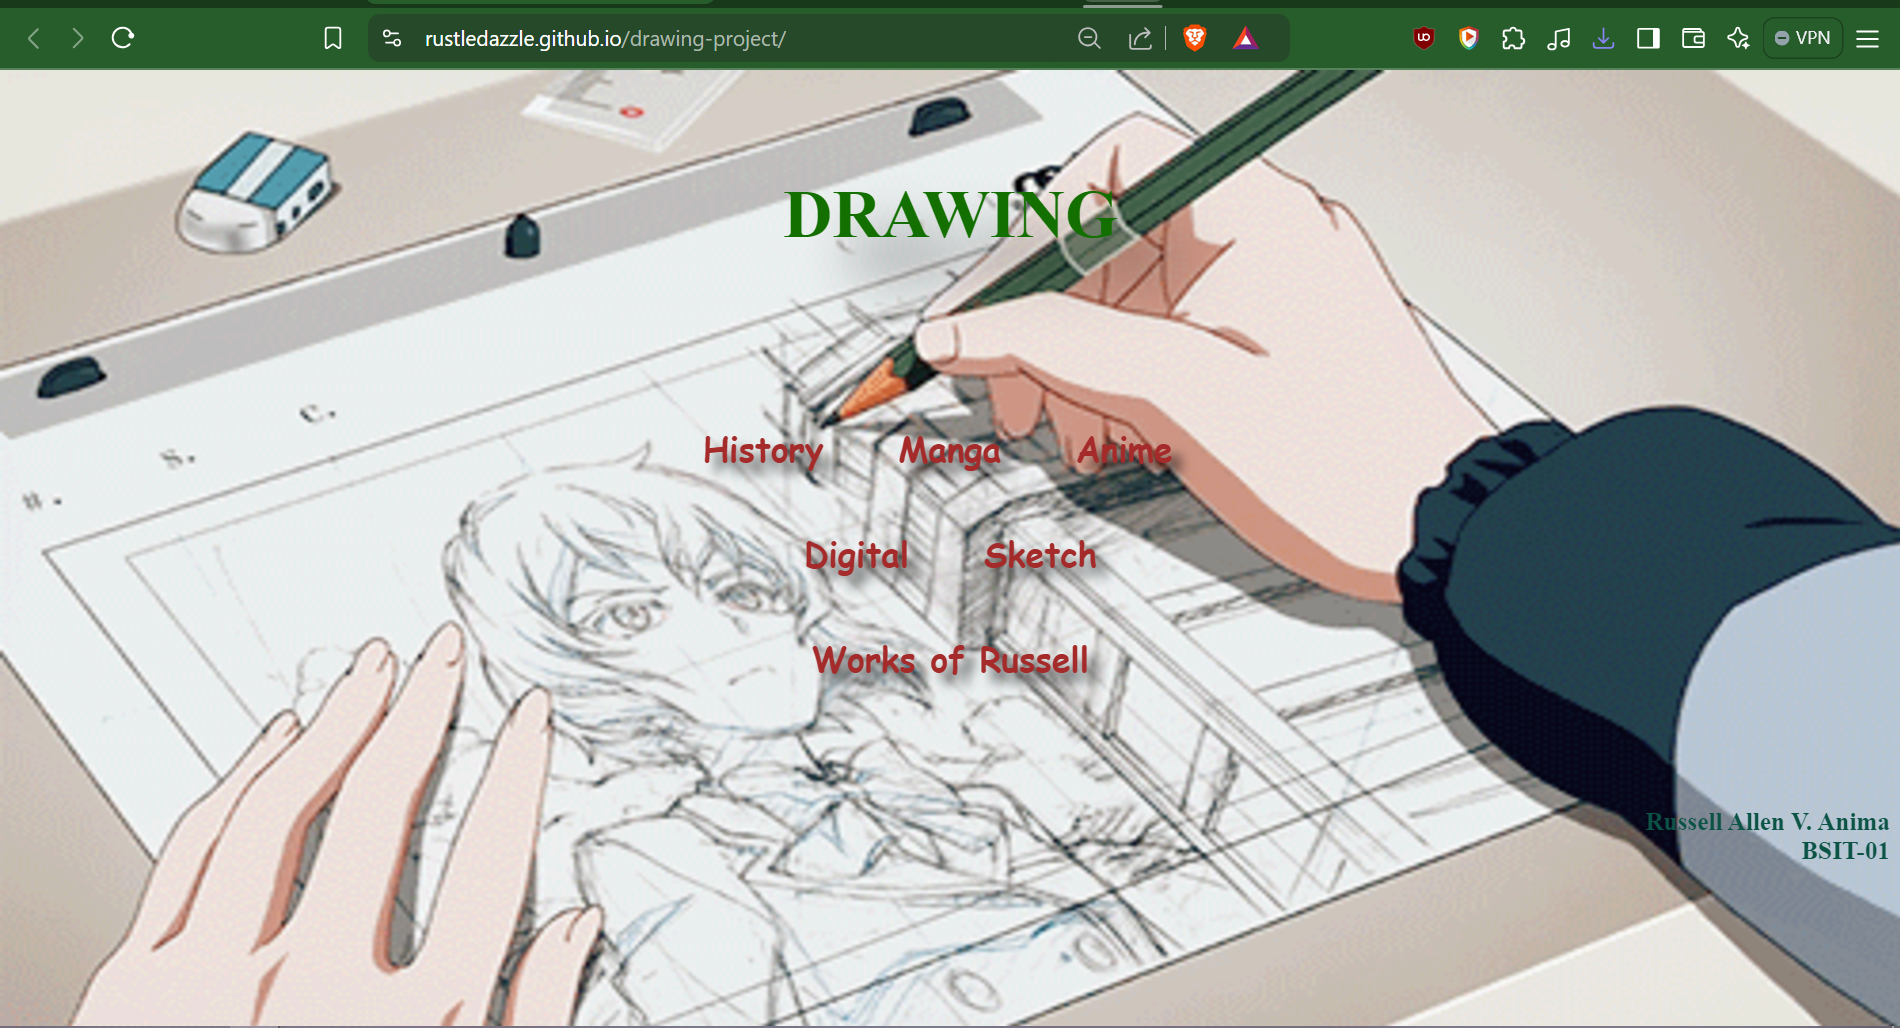 rustledazzle.github.io/drawing-project/
VPN
DRAWING
C.
S.
History Manga Anime
Digital Sketch
Works of Russell
Russell Allen V. Anima
BSIT-01